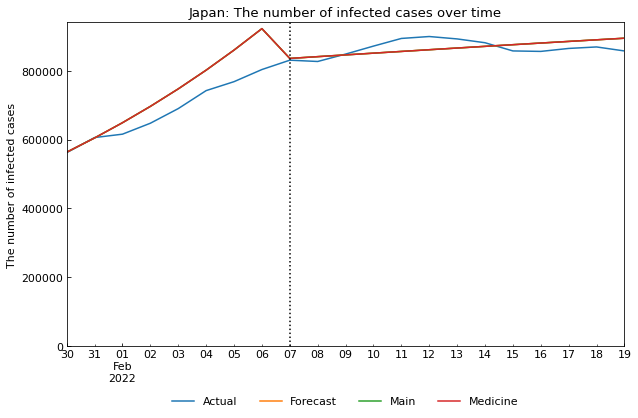 Japan: The number of infected cases over time
The number of infected cases
800000
600000
400000
200000
0
30 31 01 02 03 04 05 06 07 08 09 10 11 12 13 14 15 16 17 18 19
Feb
2022
Actual Forecast Main Medicine